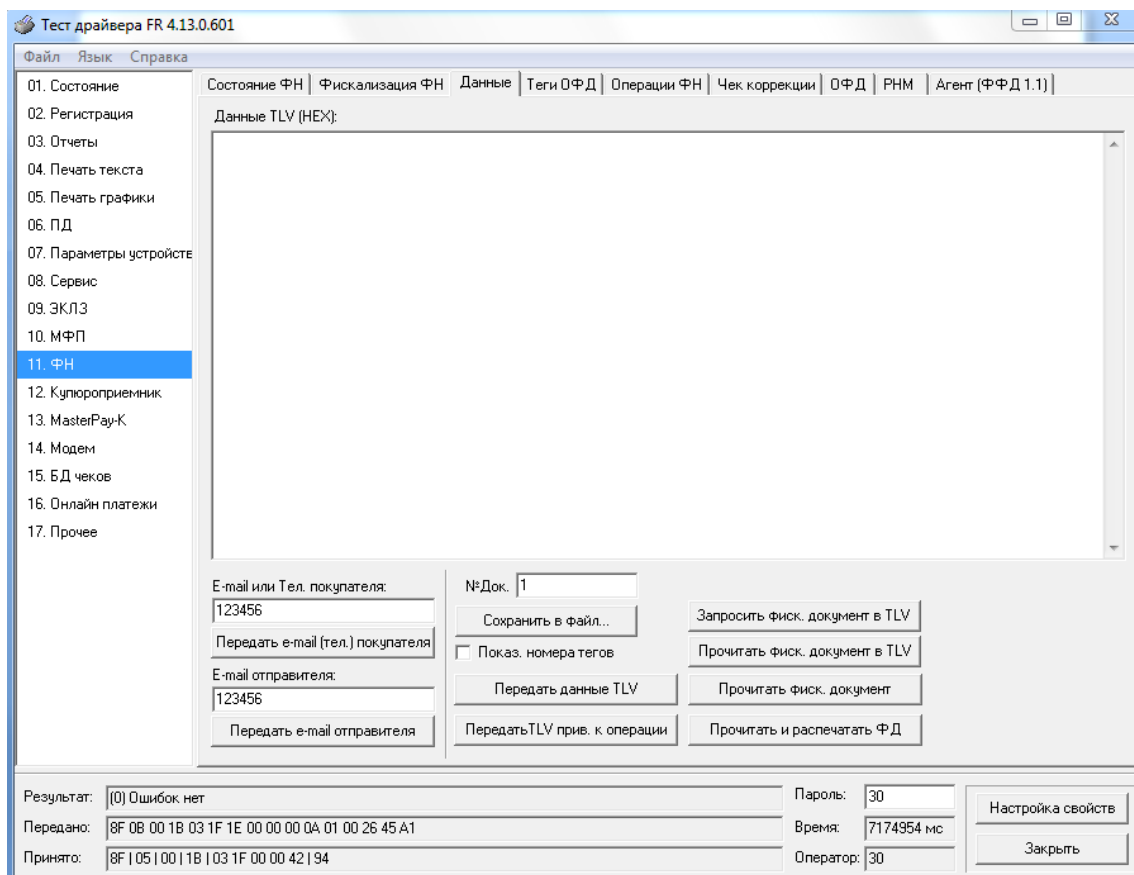 Тест драйвера FR 4.13.0.601
Файл Язык Справка
01. Состояние
02. Регистрация
03. Отчеты
04. Печать текста
05. Печать графики
06. ПД
07. Параметры устройств
08. Сервис
09. ЭКЛЗ
10. МФП
11. ФН
12. Купюроприемник
13. MasterPay-K
14. Модем
15. БД чеков
16. Онлайн платежи
17. Прочее
Состояние ФН Фискализация ФН Данные Теги ОФД Операции ФН Чек коррекции ОФД РНМ Агент (ФФД 1.1)
Данные TLV (HEX):
E-mail или Тел. покупателя:
123456
Передать e-mail (тел.) покупателя
E-mail отправителя:
123456
Передать e-mail отправителя
№Док. 1
Сохранить в файл...
Показ. номера тегов
Передать данные TLV
ПередатьTLV прив. к операции
Запросить фиск. документ в TLV
Прочитать фиск. документ в TLV
Прочитать фиск. документ
Прочитать и распечатать ФД
Результат: (0) Ошибок нет
Передано: 8F 0B 00 1B 03 1F 1E 00 00 00 0A 01 00 26 45 A1
Принято: 8F | 05 | 00 | 1B | 03 1F 00 00 42 | 94
Пароль: 30
Время: 7174954 мс
Оператор: 30
Настройка свойств
Закрыть